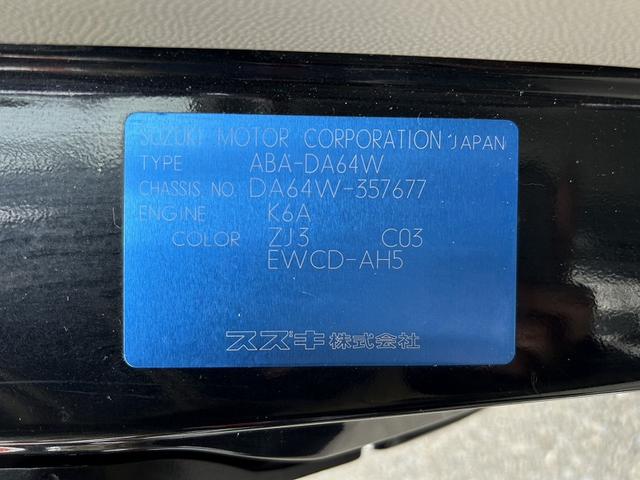 SUZUKI MOTOR CORPORATION JAPAN
TYPE ABA-DA64W
CHASSIS NO. DA64W-357677
ENGINE K6A
COLOR ZJ3 C03
EWCD-AH5
スズキ株式会社